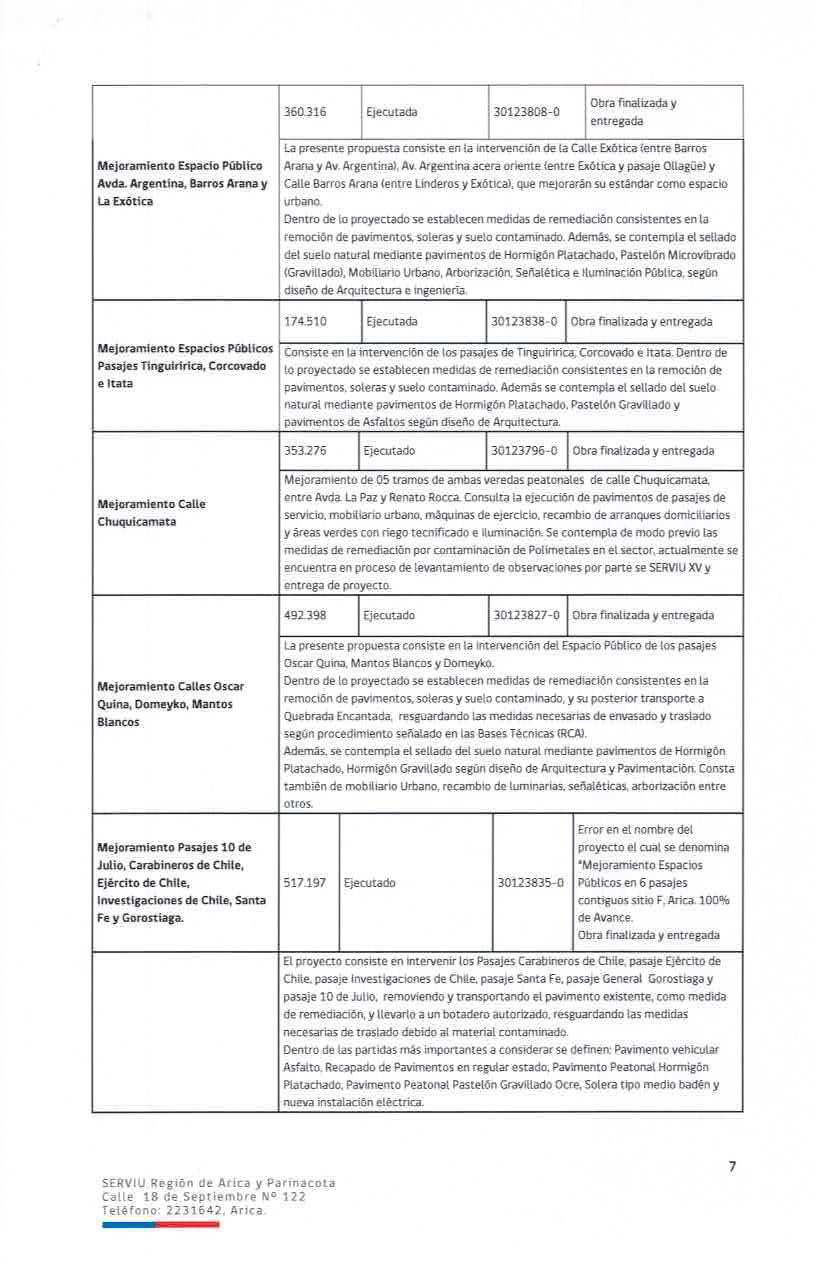 360.316 Ejecutada 30123808-0 Obra finalizada y
entregada
Mejoramiento Espacio Público
Avda. Argentina, Barros Arana y
La Exótica
La presente propuesta consiste en la intervención de la Calle Exótica (entre Barros
Arana y Av. Argentina), Av. Argentina acera oriente (entre Exótica y pasaje Ollagüe) y
Calle Barros Arana (entre Linderos y Exótica), que mejorarán su estándar como espacio
urbano.
Dentro de lo proyectado se establecen medidas de remediación consistentes en la
remoción de pavimentos, soleras y suelo contaminado. Además, se contempla el sellado
del suelo natural mediante pavimentos de Hormigón Platachado, Pastelón Microvibrado
(Gravillado), Mobiliario Urbano, Arborización, Señalética e Iluminación Pública, según
diseño de Arquitectura e ingeniería.
174.510 Ejecutada 30123838-0 Obra finalizada y entregada
Mejoramiento Espacios Públicos
Pasajes Tinguiririca, Corcovado
e Itata
Consiste en la intervención de los pasajes de Tinguiririca, Corcovado e Itata. Dentro de
lo proyectado se establecen medidas de remediación consistentes en la remoción de
pavimentos, soleras y suelo contaminado. Además se contempla el sellado del suelo
natural mediante pavimentos de Hormigón Platachado, Pastelón Gravillado y
pavimentos de Asfaltos según diseño de Arquitectura.
353.276 Ejecutado 30123796-0 Obra finalizada y entregada
Mejoramiento Calle
Chuquicamata
Mejoramiento de 05 tramos de ambas veredas peatonales de calle Chuquicamata,
entre Avda. La Paz y Renato Rocca. Consulta la ejecución de pavimentos de pasajes de
servicio, mobiliario urbano, máquinas de ejercicio, recambio de arranques domiciliarios
y áreas verdes con riego tecnificado e iluminación. Se contempla de modo previo las
medidas de remediación por contaminación de Polimetales en el sector, actualmente se
encuentra en proceso de levantamiento de observaciones por parte se SERVIU XV y
entrega de proyecto.
492.398 Ejecutado 30123827-0 Obra finalizada y entregada
Mejoramiento Calles Oscar
Quina, Domeyko, Mantos
Blancos
La presente propuesta consiste en la intervención del Espacio Público de los pasajes
Oscar Quina, Mantos Blancos y Domeyko.
Dentro de lo proyectado se establecen medidas de remediación consistentes en la
remoción de pavimentos, soleras y suelo contaminado, y su posterior transporte a
Quebrada Encantada, resguardando las medidas necesarias de envasado y traslado
según procedimiento señalado en las Bases Técnicas (RCA).
Además, se contempla el sellado del suelo natural mediante pavimentos de Hormigón
Platachado, Hormigón Gravillado según diseño de Arquitectura y Pavimentación. Consta
también de mobiliario Urbano, recambio de luminarias, señaléticas, arborización entre
otros.
Mejoramiento Pasajes 10 de
Julio, Carabineros de Chile,
Ejército de Chile,
Investigaciones de Chile, Santa
Fe y Gorostiaga.
517.197 Ejecutado 30123835-0
Error en el nombre del
proyecto el cual se denomina
"Mejoramiento Espacios
Públicos en 6 pasajes
contiguos sitio F, Arica. 100%
de Avance.
Obra finalizada y entregada
El proyecto consiste en intervenir los Pasajes Carabineros de Chile, pasaje Ejército de
Chile, pasaje Investigaciones de Chile, pasaje Santa Fe, pasaje General Gorostiaga y
pasaje 10 de Julio, removiendo y transportando el pavimento existente, como medida
de remediación, y llevarlo a un botadero autorizado, resguardando las medidas
necesarias de traslado debido al material contaminado.
Dentro de las partidas más importantes a considerar se definen: Pavimento vehicular
Asfalto, Recapado de Pavimentos en regular estado, Pavimento Peatonal Hormigón
Platachado, Pavimento Peatonal Pastelón Gravillado Ocre, Solera tipo medio badén y
nueva instalación eléctrica.
7
SERVIU Región de Arica y Parinacota
Calle 18 de Septiembre Nº 122
Teléfono: 2231642, Arica.